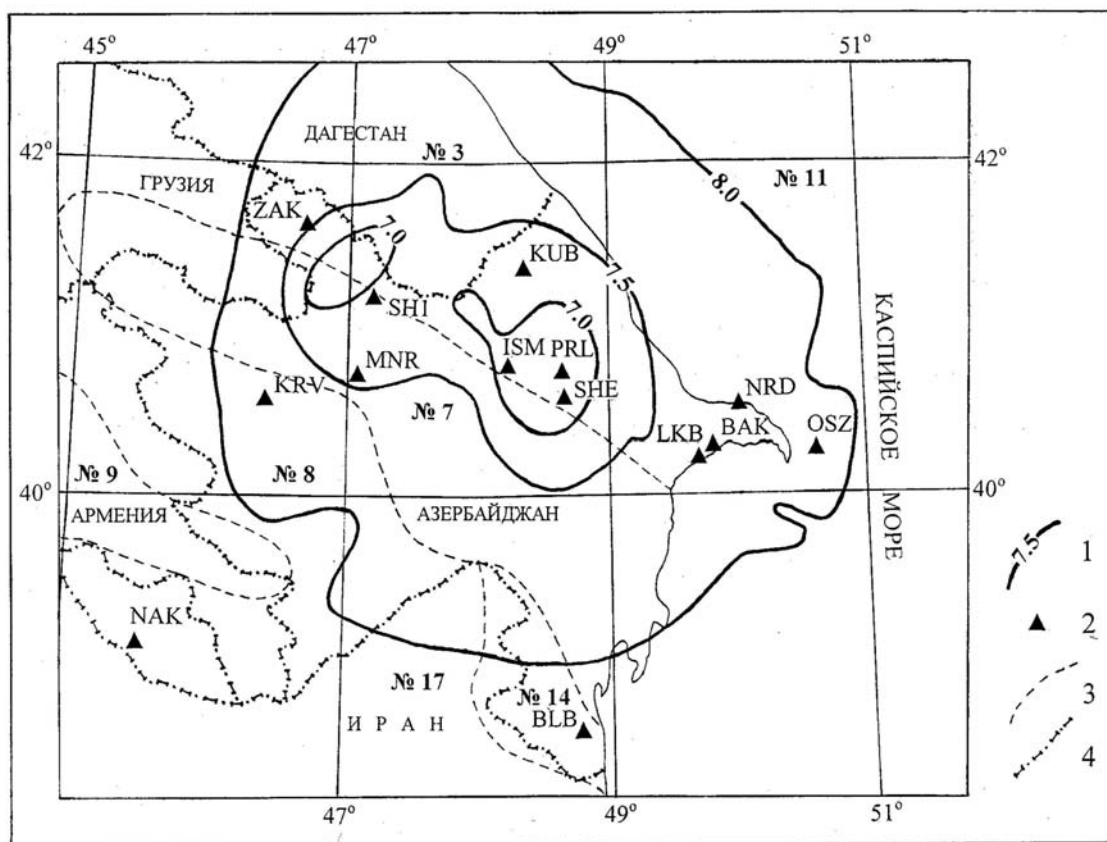 45°
47°
49°
51°
42°
42°
ДАГЕСТАН
№ 3
8.0
№ 11
ГРУЗИЯ
ZAK
7.0
KUB
7.5
SHI
7.0
ISM
PRL
MNR
SHE
KRV
NRD
№ 7
LKB
BAK
OSZ
КАСПИЙСКОЕ МОРЕ
№ 9
№ 8
40°
40°
АРМЕНИЯ
АЗЕРБАЙДЖАН
7.5
1
2
NAK
№ 17
№ 14
3
ИРАН
BLB
4
47°
49°
51°